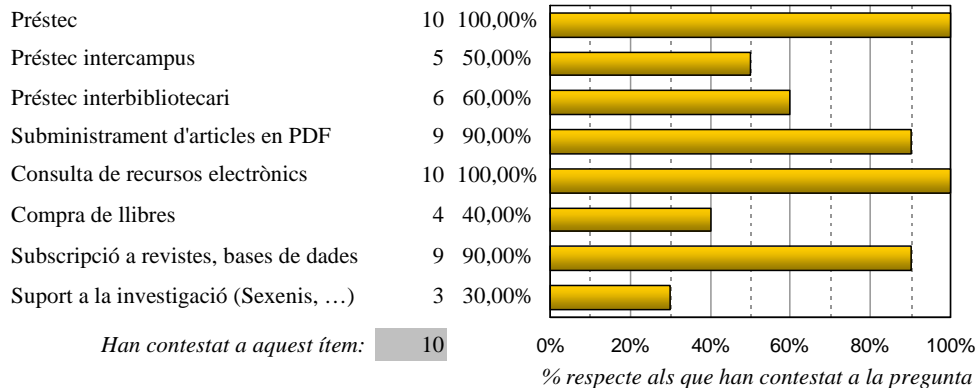 Préstec 10 100,00%
Préstec intercampus 5 50,00%
Préstec interbibliotecari 6 60,00%
Subministrament d'articles en PDF 9 90,00%
Consulta de recursos electrònics 10 100,00%
Compra de llibres 4 40,00%
Subscripció a revistes, bases de dades 9 90,00%
Suport a la investigació (Sexenis, …) 3 30,00%
Han contestat a aquest ítem: 10 0% 20% 40% 60% 80% 100%
% respecte als que han contestat a la pregunta